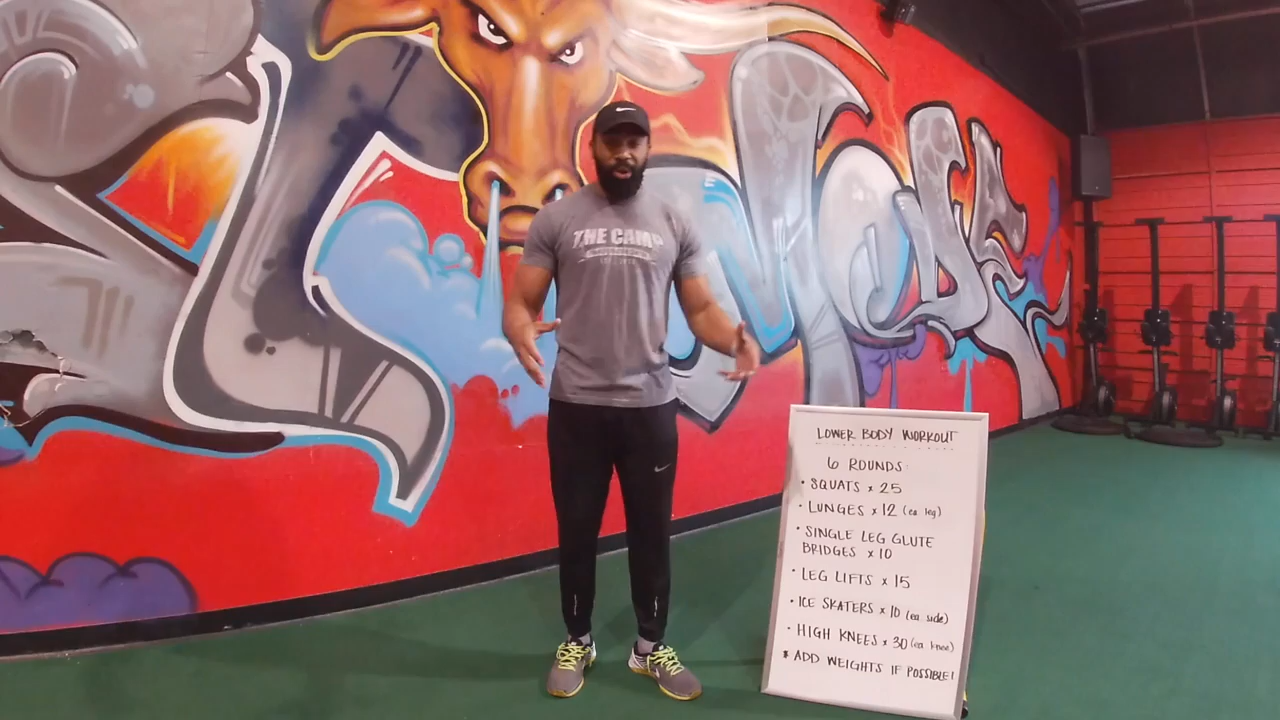 THE CAMP
LOWER BODY WORKOUT
6 ROUNDS:
• SQUATS x 25
• LUNGES x 12 (ea leg)
• SINGLE LEG GLUTE
BRIDGES x 10
• LEG LIFTS x 15
• ICE SKATERS x 10 (ea side)
• HIGH KNEES x 30 (ea knee)
* ADD WEIGHTS IF POSSIBLE!